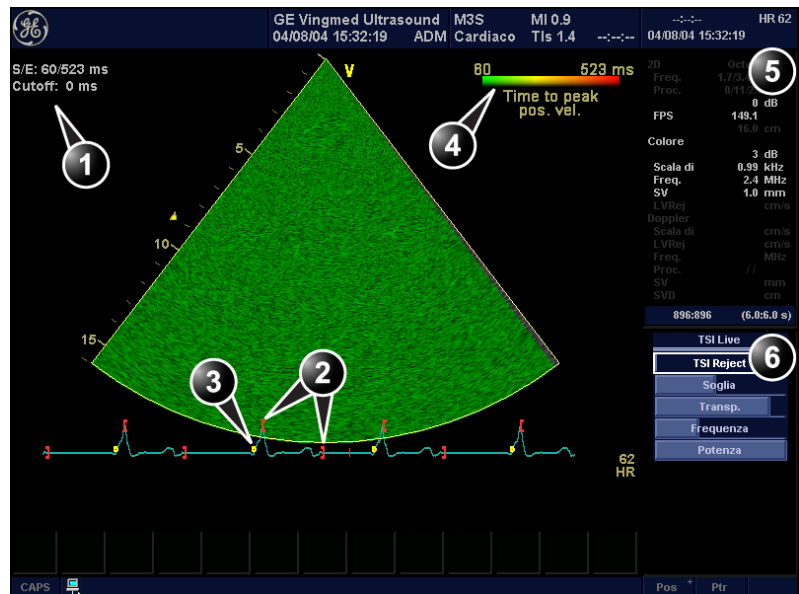 GE Vingmed Ultrasound M3S MI 0.9
04/08/04 15:32:19 ADM Cardiaco TIs 1.4 --:--:--
--:--:-- HR 62
04/08/04 15:32:19
S/E: 60/523 ms
Cutoff: 0 ms
V
60 523 ms
Time to peak
pos. vel.
1
2
3
4
5
6
5
10
15
62
HR
2D
Freq.
Proc.
0 dB
FPS 149.1
16.0 cm
Colore
3 dB
Scala di 0.99 kHz
Freq. 2.4 MHz
SV 1.0 mm
LVRej cm/s
Doppler
Scala di cm/s
LVRej cm/s
Freq. MHz
Proc. //
SV mm
SVD cm
896:896 (6.0:6.0 s)
TSI Live
TSI Reject
Soglia
Transp.
Frequenza
Potenza
CAPS
Pos + Ptr